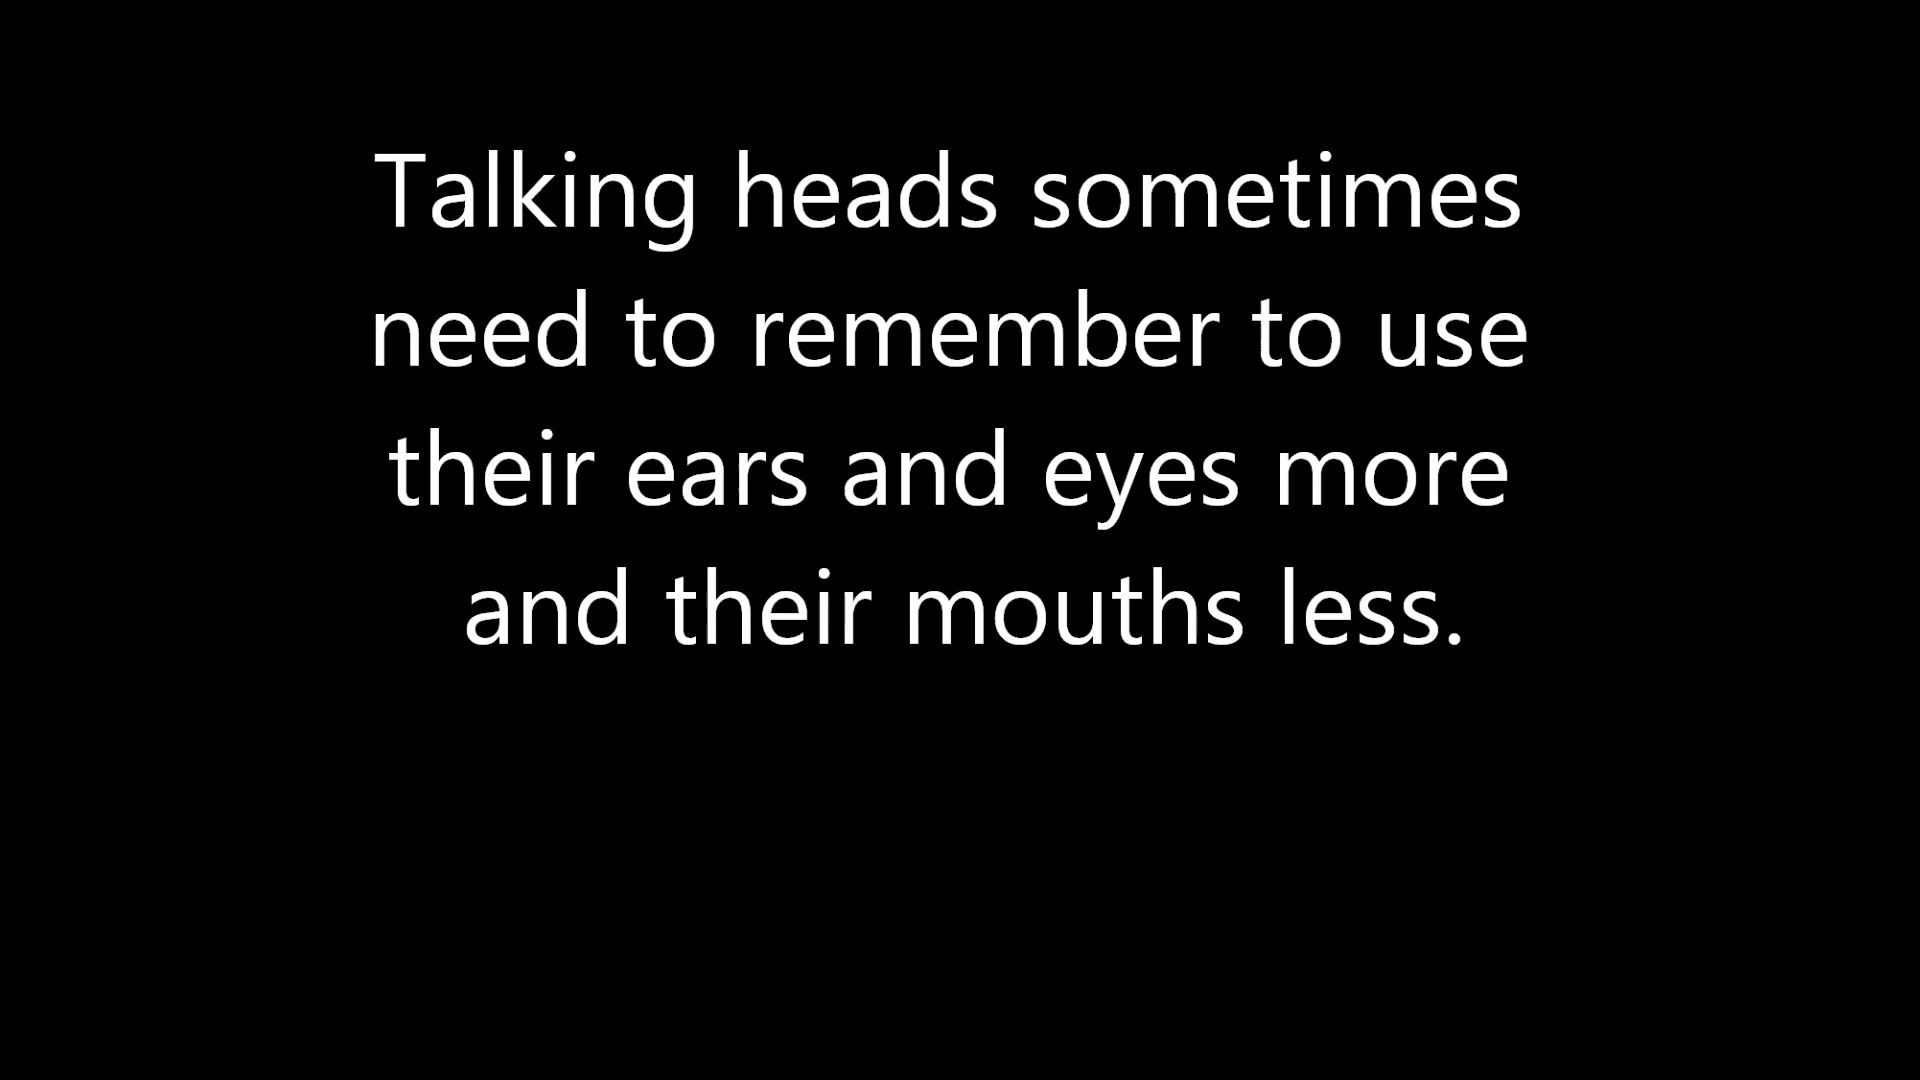 Talking heads sometimes
need to remember to use
their ears and eyes more
and their mouths less.